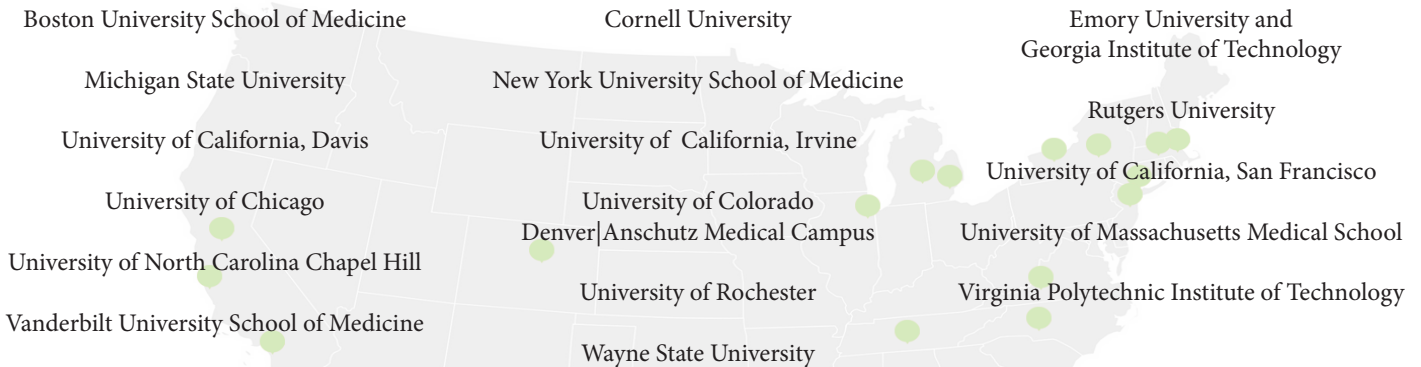 Boston University School of Medicine
Cornell University
Emory University and
Georgia Institute of Technology
Michigan State University
New York University School of Medicine
Rutgers University
University of California, Davis
University of  California, Irvine
University of California, San Francisco
University of Chicago
University of Colorado
Denver|Anschutz Medical Campus
University of Massachusetts Medical School
University of North Carolina Chapel Hill
University of Rochester
Virginia Polytechnic Institute of Technology
Vanderbilt University School of Medicine
Wayne State University